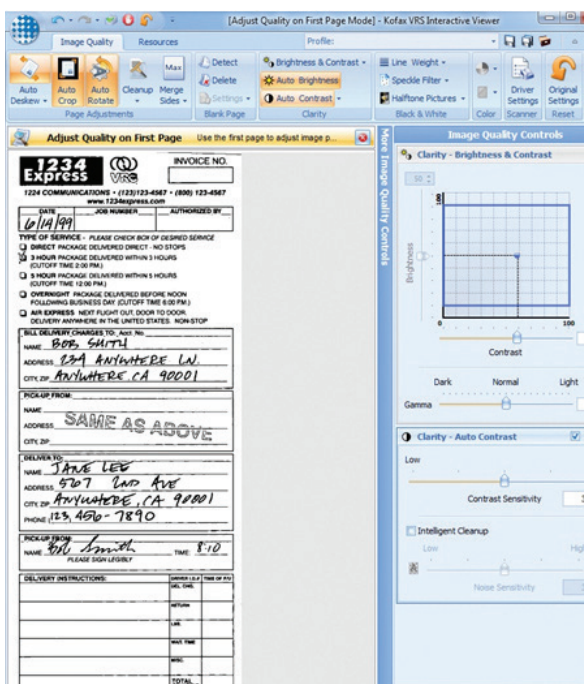 [Adjust Quality on First Page Mode] - Kofax VRS Interactive Viewer
Image Quality Resources Profile:
Auto Deskew Auto Crop Auto Rotate Cleanup Merge Sides
Page Adjustments
Max Detect
Delete
Settings
Blank Page
Brightness & Contrast
Auto Brightness
Auto Contrast
Clarity
Line Weight
Speckle Filter
Halftone Pictures
Black & White
Color
Driver Settings
Scanner
Original Settings
Reset
Adjust Quality on First Page Use the first page to adjust image p...
1234 Express VRS INVOICE NO.
1224 COMMUNICATIONS • (123)123-4567 • (800) 123-4567
www.1234express.com
DATE JOB NUMBER AUTHORIZED BY
6/14/99
TYPE OF SERVICE - PLEASE CHECK BOX OF DESIRED SERVICE
DIRECT PACKAGE DELIVERED DIRECT - NO STOPS
3 HOUR PACKAGE DELIVERED WITHIN 3 HOURS
(CUTOFF TIME 2:00 PM.)
5 HOUR PACKAGE DELIVERED WITHIN 5 HOURS
(CUTOFF TIME 12:00 PM.)
OVERNIGHT PACKAGE DELIVERED BEFORE NOON
FOLLOWING BUSINESS DAY (CUTOFF TIME 6:00 PM.)
AIR EXPRESS NEXT FLIGHT OUT, DOOR TO DOOR.
DELIVERY ANYWHERE IN THE UNITED STATES. NON-STOP
BILL DELIVERY CHARGES TO: Acct. No.
NAME BOB SMITH
ADDRESS 234 ANYWHERE LN.
CITY, ZIP ANYWHERE, CA 90001
PICK-UP FROM:
NAME
ADDRESS SAME AS ABOVE
CITY, ZIP
DELIVER TO:
NAME JANE LEE
ADDRESS 567 2ND AVE
CITY, ZIP ANYWHERE, CA 90001
PHONE (123) 456-7890
PICK-UP FROM:
NAME Bob Smith TIME 8:10
PLEASE SIGN LEGIBLY
DELIVERY INSTRUCTIONS: DRIVER I.D.# TIME OF P/U
DEL. CHG.
RETURN
LBS.
WAIT. TIME
MISC.
TOTAL
More Image Quality Controls
Image Quality Controls
Clarity - Brightness & Contrast
50
100
Brightness
100
Contrast
Dark Normal Light
Gamma
Clarity - Auto Contrast
Low
Contrast Sensitivity
Intelligent Cleanup
Low
Noise Sensitivity